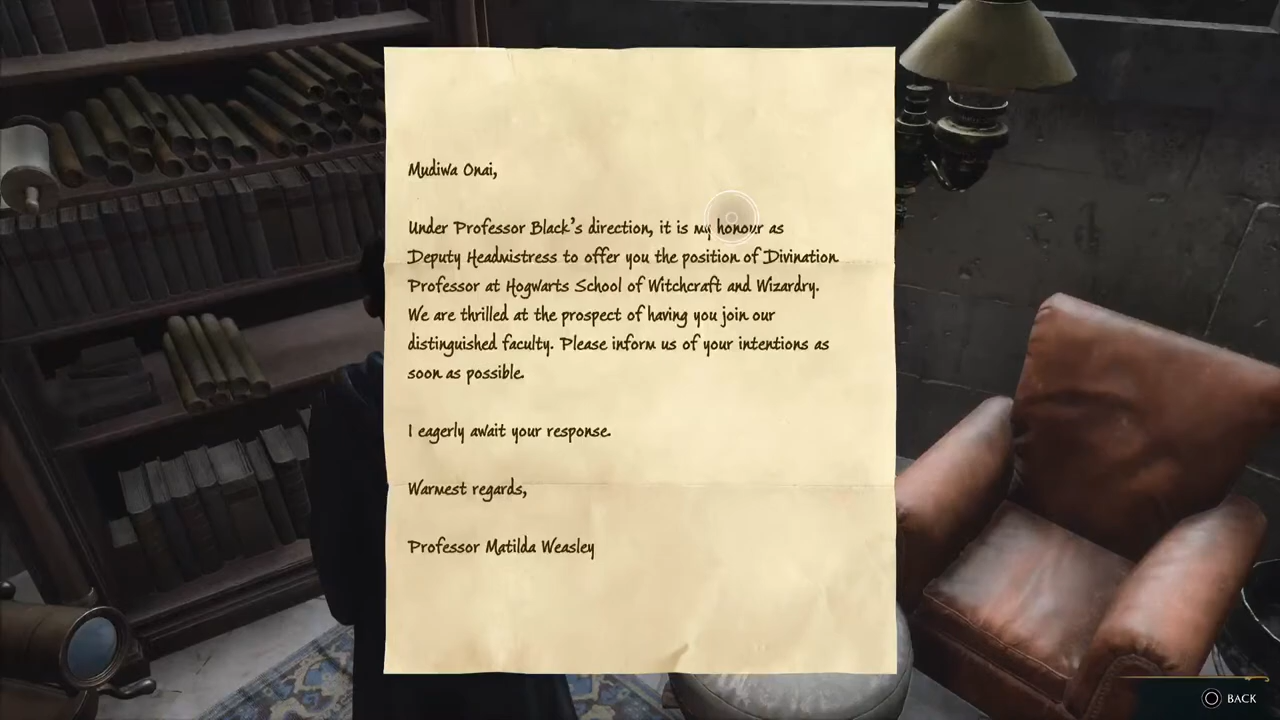 Mudiwa Onai,
Under Professor Black's direction, it is my honour as
Deputy Headmistress to offer you the position of Divination
Professor at Hogwarts School of Witchcraft and Wizardry.
We are thrilled at the prospect of having you join our
distinguished faculty. Please inform us of your intentions as
soon as possible.
I eagerly await your response.
Warmest regards,
Professor Matilda Weasley
BACK